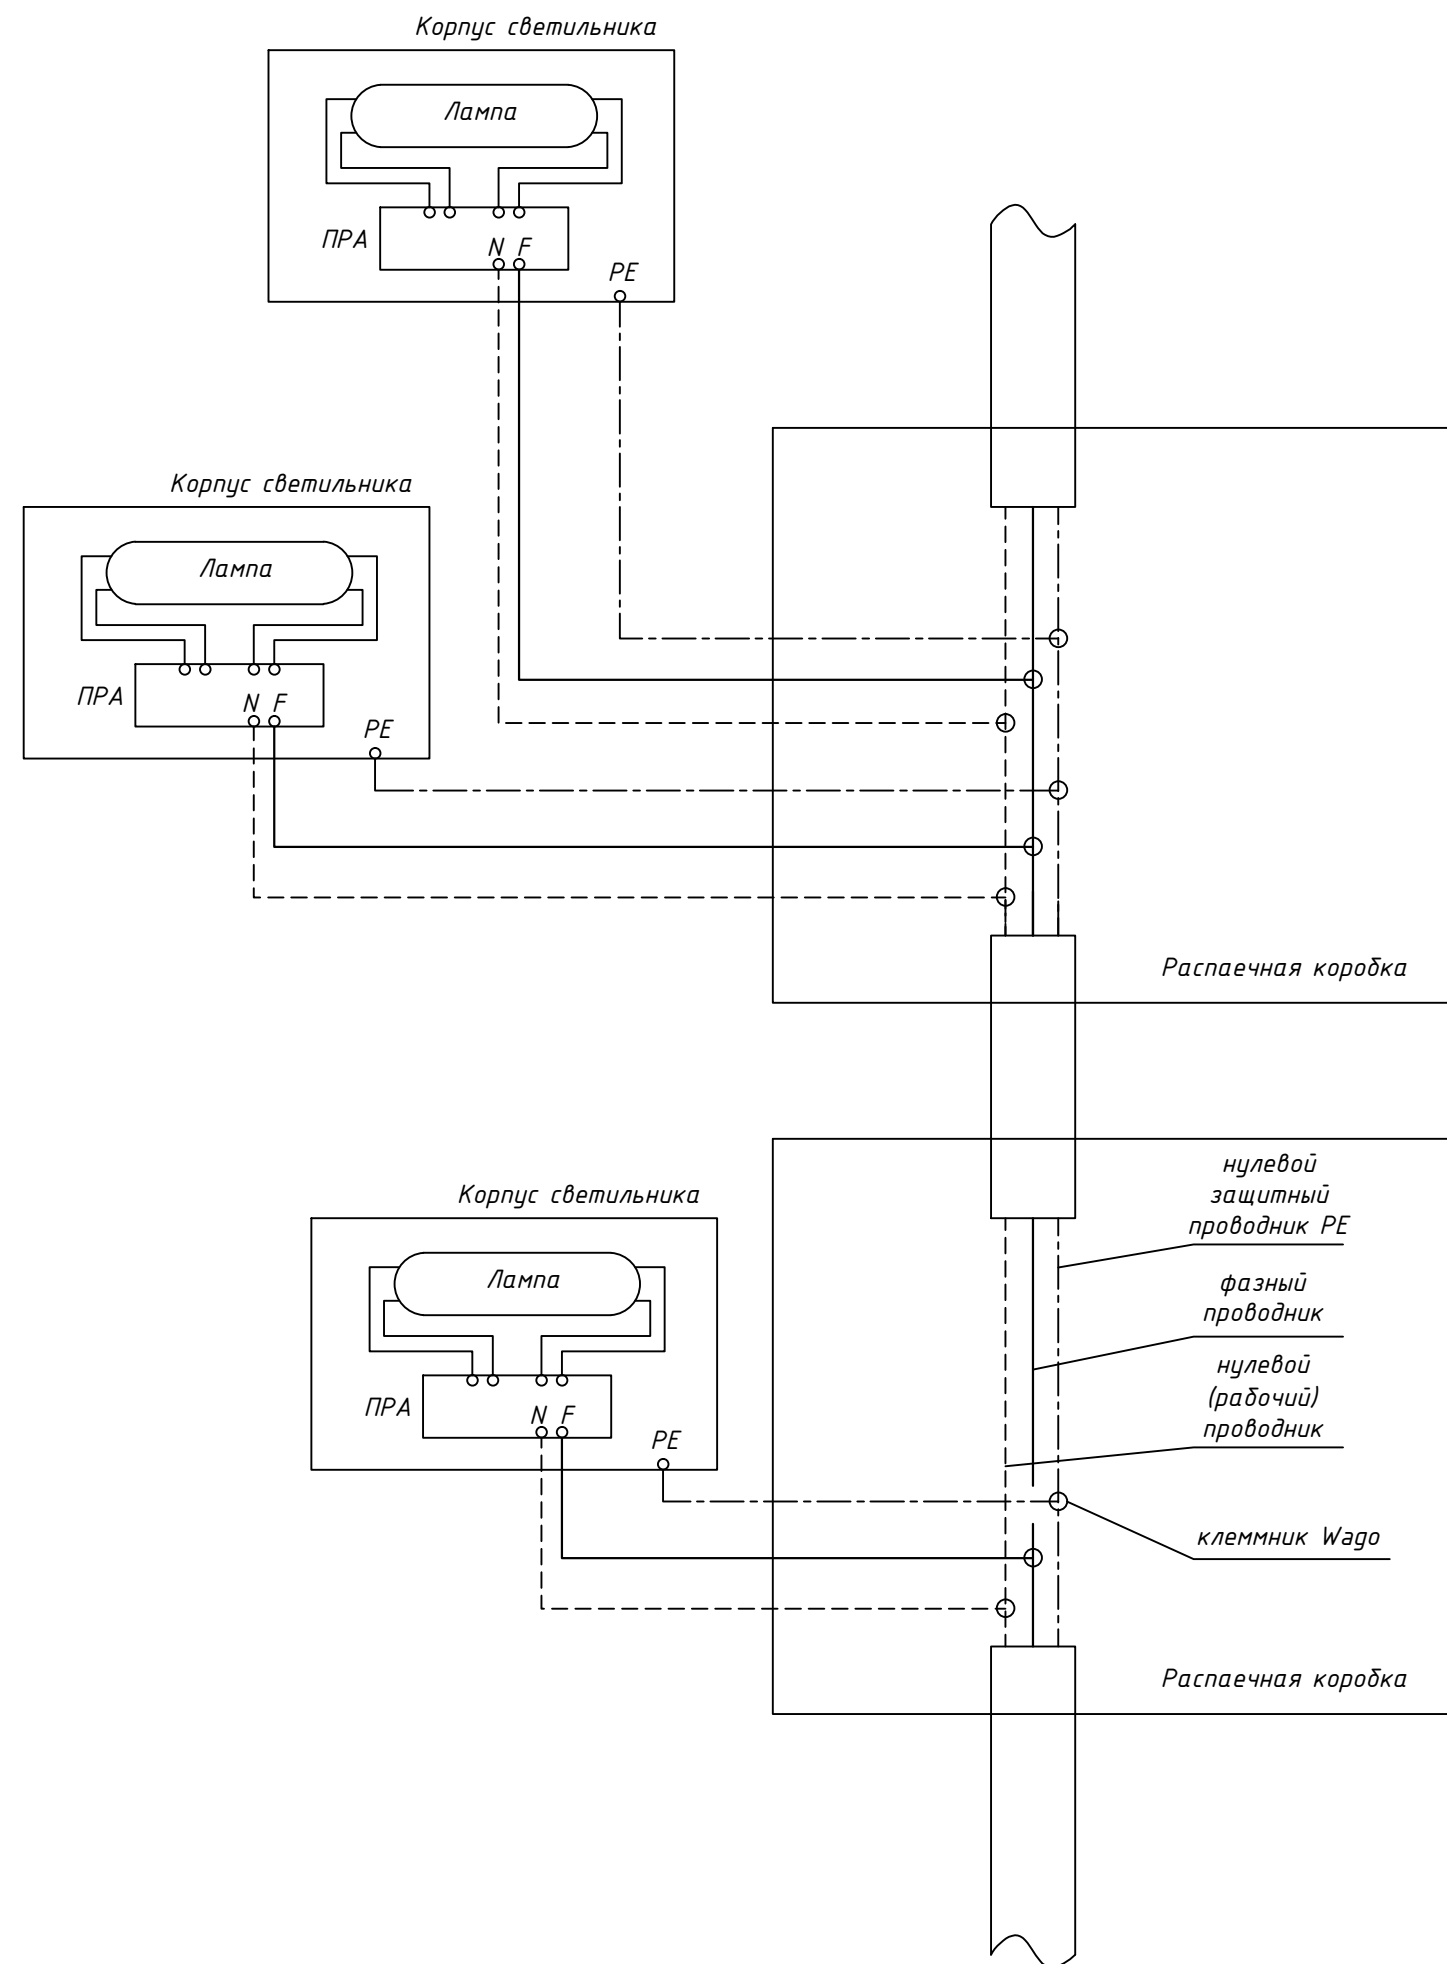 Корпус светильника
Лампа
ПРА
N F
PE
Корпус светильника
Лампа
ПРА
N F
PE
Распаечная коробка
Корпус светильника
Лампа
ПРА
N F
PE
нулевой
защитный
проводник PE
фазный
проводник
нулевой
(рабочий)
проводник
клеммник Wago
Распаечная коробка